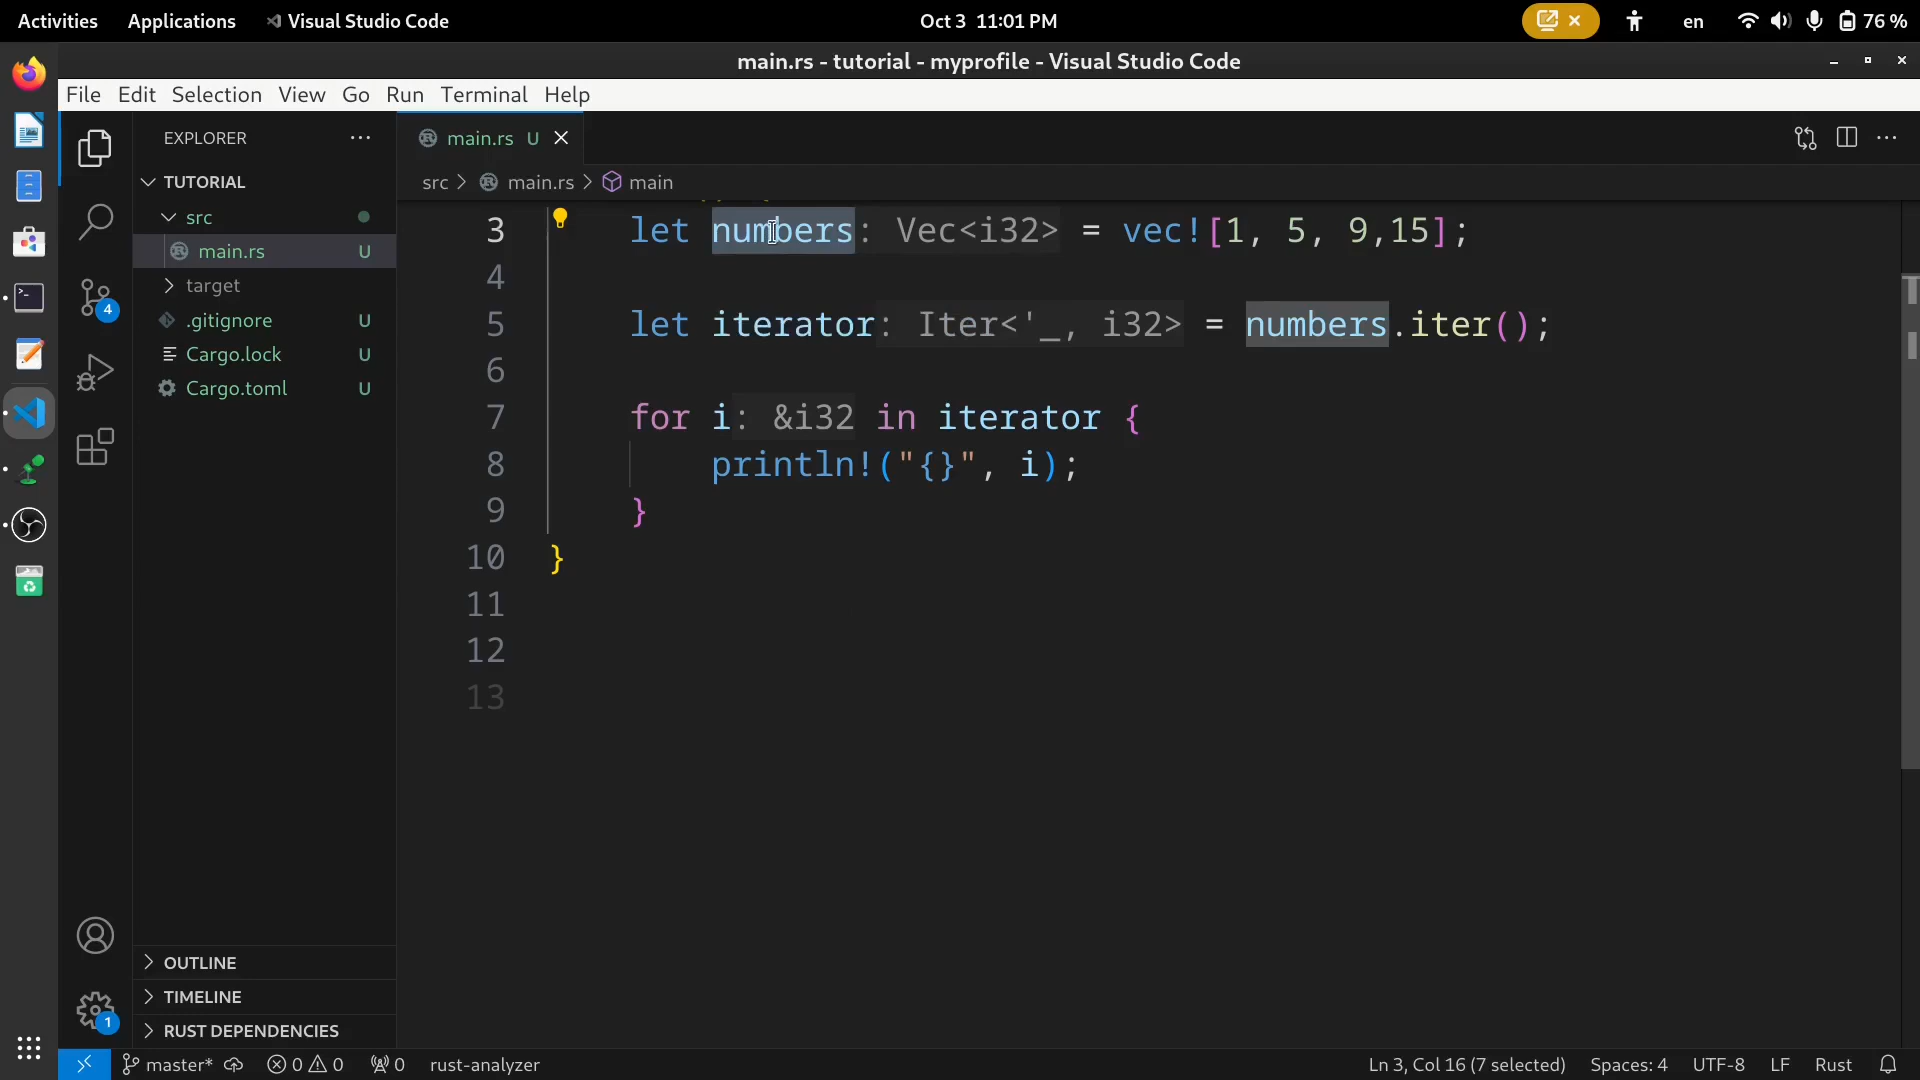 Activities Applications Visual Studio Code Oct 3 11:01 PM en 76 %
main.rs - tutorial - myprofile - Visual Studio Code
File Edit Selection View Go Run Terminal Help
EXPLORER ··· main.rs U
TUTORIAL
src > main.rs > main
src
main.rs U
target
.gitignore U
Cargo.lock U
Cargo.toml U
3 let numbers: Vec<i32> = vec![1, 5, 9,15];
4
5 let iterator: Iter<'_, i32> = numbers.iter();
6
7 for i: &i32 in iterator {
8 println!("{}", i);
9 }
10 }
11
12
13
4
1
OUTLINE
TIMELINE
RUST DEPENDENCIES
master* 0 0 0 rust-analyzer Ln 3, Col 16 (7 selected) Spaces: 4 UTF-8 LF Rust